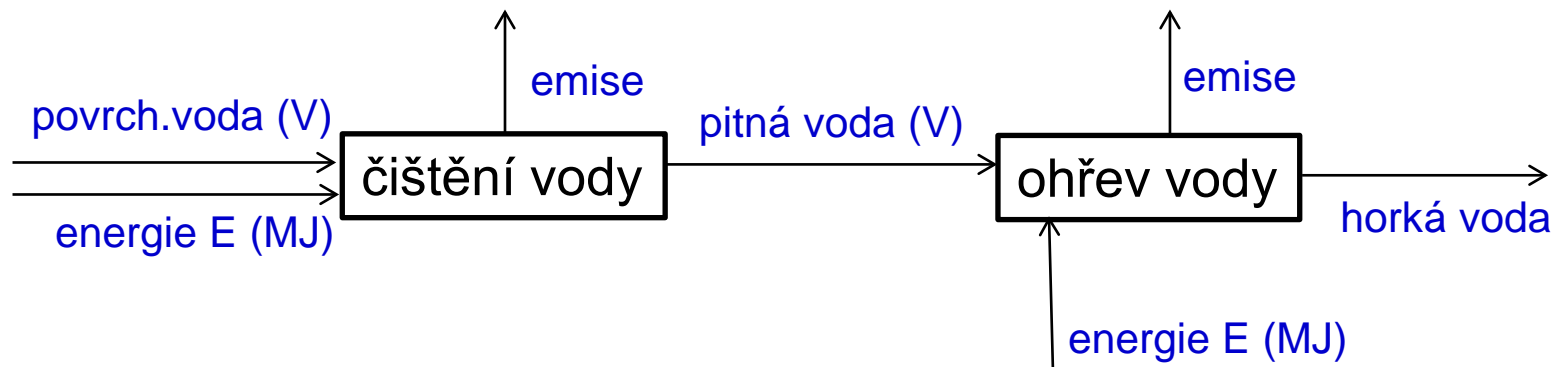 emise
povrch.voda (V)
čištění vody
energie E (MJ)
pitná voda (V)
emise
ohřev vody
horká voda
energie E (MJ)